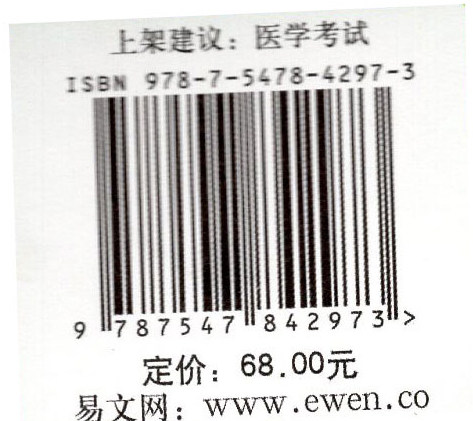 上架建议：医学考试
ISBN 978-7-5478-4297-3
9 787547 842973 >
定价：68.00元
易文网：www.ewen.co